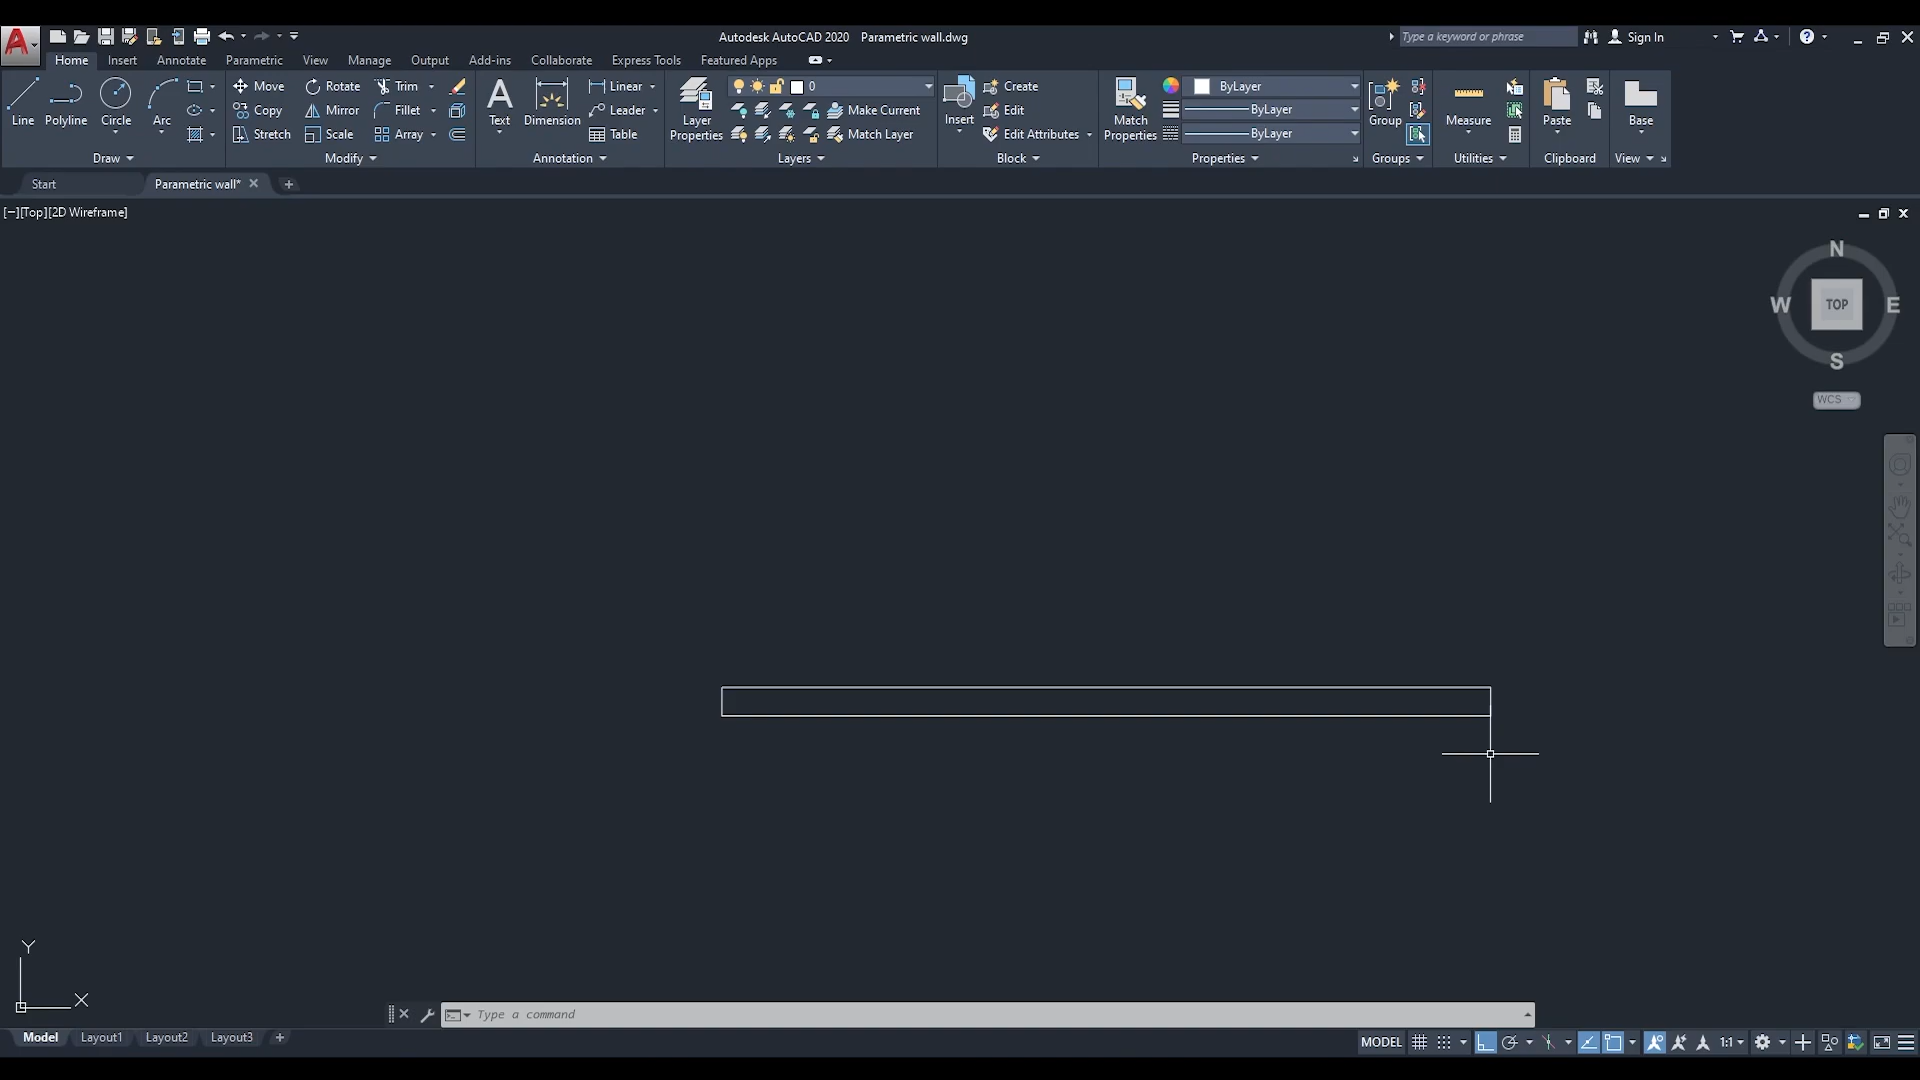 Autodesk AutoCAD 2020 Parametric wall.dwg
Type a keyword or phrase
Sign In
Home Insert Annotate Parametric View Manage Output Add-ins Collaborate Express Tools Featured Apps
Line Polyline Circle Arc
Move Rotate Trim
Copy Mirror Fillet
Stretch Scale Array
Text Dimension
Linear
Leader
Table
Layer Properties
0
Make Current
Match Layer
Insert
Create
Edit
Edit Attributes
Match Properties
ByLayer
ByLayer
ByLayer
Group
Measure
Paste
Base
Draw Modify Annotation Layers Block Properties Groups Utilities Clipboard View
Start Parametric wall*
[−][Top][2D Wireframe]
N
W TOP E
S
WCS
Y
X
Type a command
Model Layout1 Layout2 Layout3
MODEL 1:1